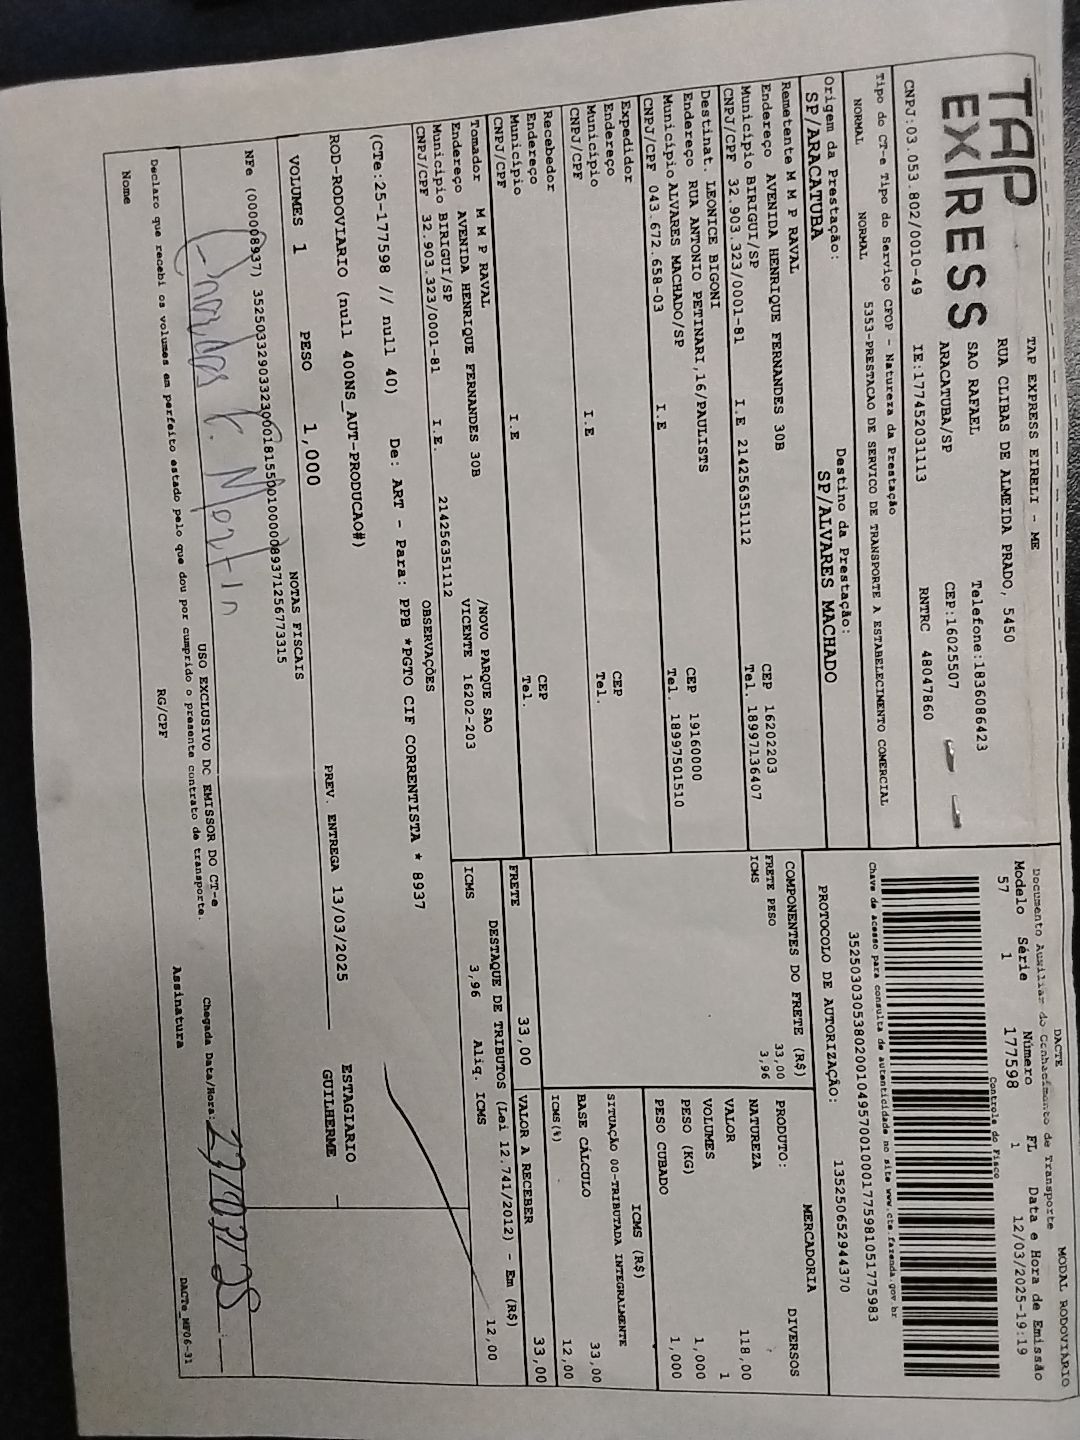 TAP
EXPRESS
TAP EXPRESS EIRELI - ME
RUA CLIBAS DE ALMEIDA PRADO, 5450
SAO RAFAEL Telefone:1836086423
ARACATUBA/SP CEP:16025507
CNPJ:03.053.802/0010-49 IE:177452031113 RNTRC 48047860
DACTE MODAL RODOVIÁRIO
Documento Auxiliar do Conhecimento de Transporte
Modelo Série Número FL Data e Hora de Emissão
57 1 177598 1 12/03/2025-19:19
Controle do Fisco
Chave de acesso para consulta de autenticidade no site www.cte.fazenda.gov.br
35250303053802001049570010001775981051775983
PROTOCOLO DE AUTORIZAÇÃO: 135250652944370
Tipo do CT-e Tipo do Serviço CFOP - Natureza da Prestação
NORMAL NORMAL 5353-PRESTACAO DE SERVICO DE TRANSPORTE A ESTABELECIMENTO COMERCIAL
Origem da Prestação: Destino da Prestação:
SP/ARACATUBA SP/ALVARES MACHADO
Remetente M M P RAVAL
Endereço AVENIDA HENRIQUE FERNANDES 30B CEP 16202203
Município BIRIGUI/SP Tel. 18997136407
CNPJ/CPF 32.903.323/0001-81 I.E 214256351112
Destinat. LEONICE BIGONI
Endereço RUA ANTONIO PETINARI,16/PAULISTS CEP 19160000
Município ALVARES MACHADO/SP Tel. 18997501510
CNPJ/CPF 043.672.658-03 I.E
Expedidor
Endereço CEP
Município Tel.
CNPJ/CPF I.E
Recebedor
Endereço CEP
Município Tel.
CNPJ/CPF I.E
Tomador M M P RAVAL /NOVO PARQUE SAO
Endereço AVENIDA HENRIQUE FERNANDES 30B VICENTE 16202-203
Município BIRIGUI/SP
CNPJ/CPF 32.903.323/0001-81 I.E. 214256351112
COMPONENTES DO FRETE (R$)
FRETE PESO 33,00
ICMS 3,96
MERCADORIA
PRODUTO: DIVERSOS
NATUREZA
VALOR 118,00
VOLUMES 1
PESO (KG) 1,000
PESO CUBADO 1,000
ICMS (R$)
SITUAÇÃO 00-TRIBUTADA INTEGRALMENTE
BASE CÁLCULO 33,00
ICMS(%) 12,00
FRETE 33,00 VALOR A RECEBER 33,00
DESTAQUE DE TRIBUTOS (Lei 12.741/2012) - Em (R$)
ICMS 3,96 Aliq. ICMS 12,00
OBSERVAÇÕES
(CTe:25-177598 // null 40) De: ART - Para: PPB *PGTO CIF CORRENTISTA * 8937
ROD-RODOVIARIO (null 400NS_AUT-PRODUCAO#)
ESTAGIARIO
GUILHERME
VOLUMES 1 PESO 1,000 PREV. ENTREGA 13/03/2025
NOTAS FISCAIS
NFe (000008937) 35250332903323000181550010000089371256773315
USO EXCLUSIVO DO EMISSOR DO CT-e
Chegada Data/Hora:
Declaro que recebi os volumes em perfeito estado pelo que dou por cumprido o presente contrato de transporte.
Nome RG/CPF Assinatura
DACTe_MF06-31